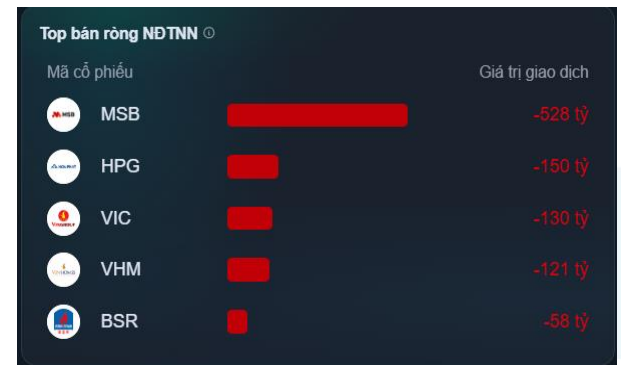 Top bán ròng NĐTNN
Mã cổ phiếu Giá trị giao dịch
MSB -528 tỷ
HPG -150 tỷ
VIC -130 tỷ
VHM -121 tỷ
BSR -58 tỷ